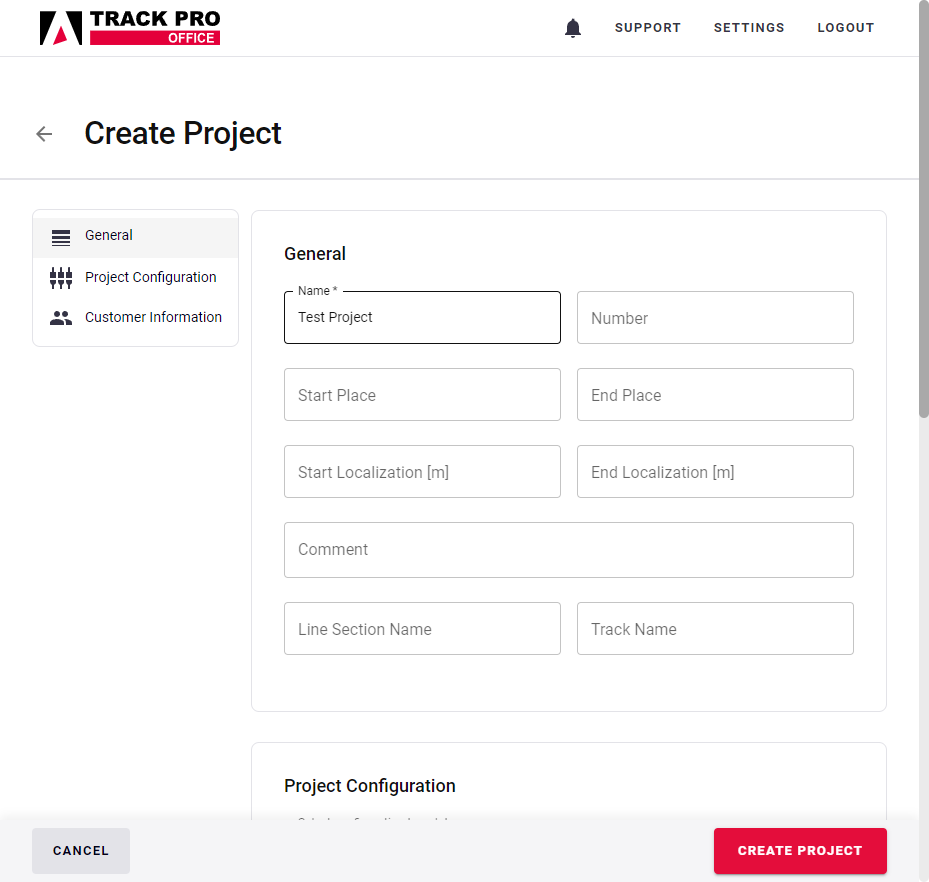 TRACK PRO
OFFICE
SUPPORT SETTINGS LOGOUT
Create Project
General
Project Configuration
Customer Information
General
Name *
Test Project
Number
Start Place
End Place
Start Localization [m]
End Localization [m]
Comment
Line Section Name
Track Name
Project Configuration
CANCEL
CREATE PROJECT